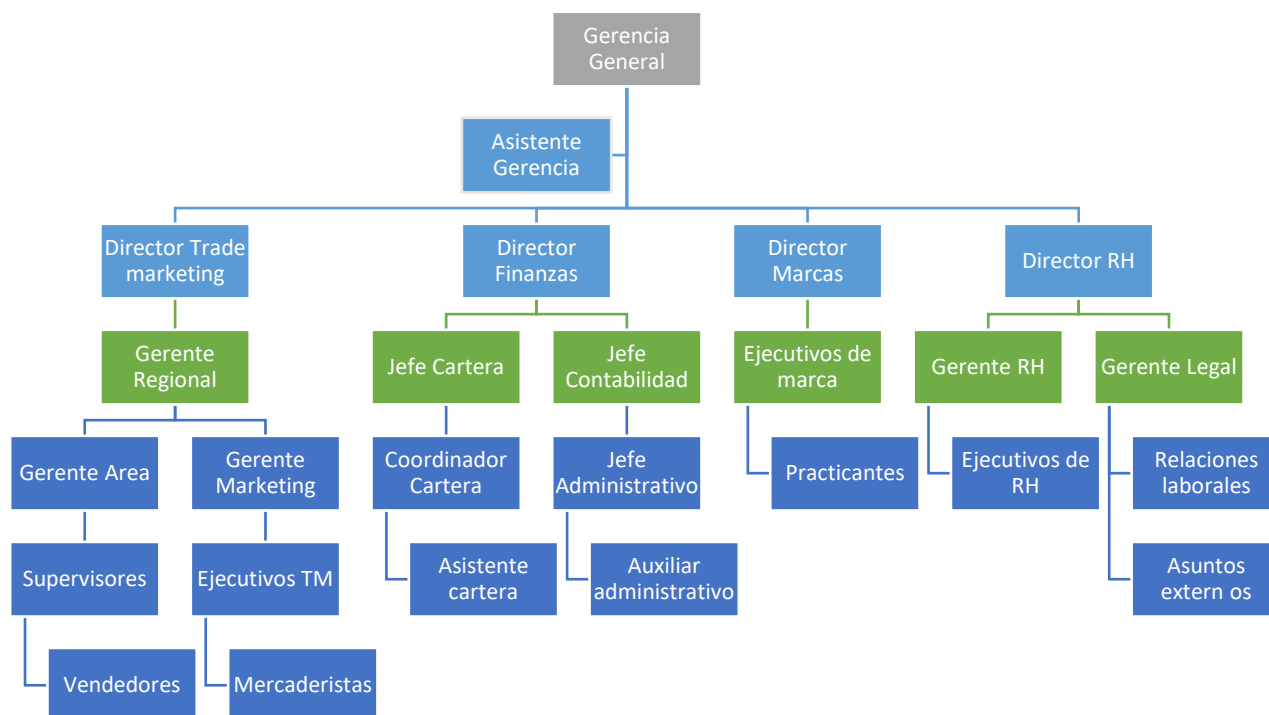 Gerencia
General
Asistente
Gerencia
Director Trade
marketing
Director
Finanzas
Director
Marcas
Director RH
Gerente
Regional
Jefe Cartera
Jefe
Contabilidad
Ejecutivos de
marca
Gerente RH
Gerente Legal
Gerente Area
Gerente
Marketing
Coordinador
Cartera
Jefe
Administrativo
Practicantes
Ejecutivos de
RH
Relaciones
laborales
Supervisores
Ejecutivos TM
Asistente
cartera
Auxiliar
administrativo
Asuntos
extern os
Vendedores
Mercaderistas